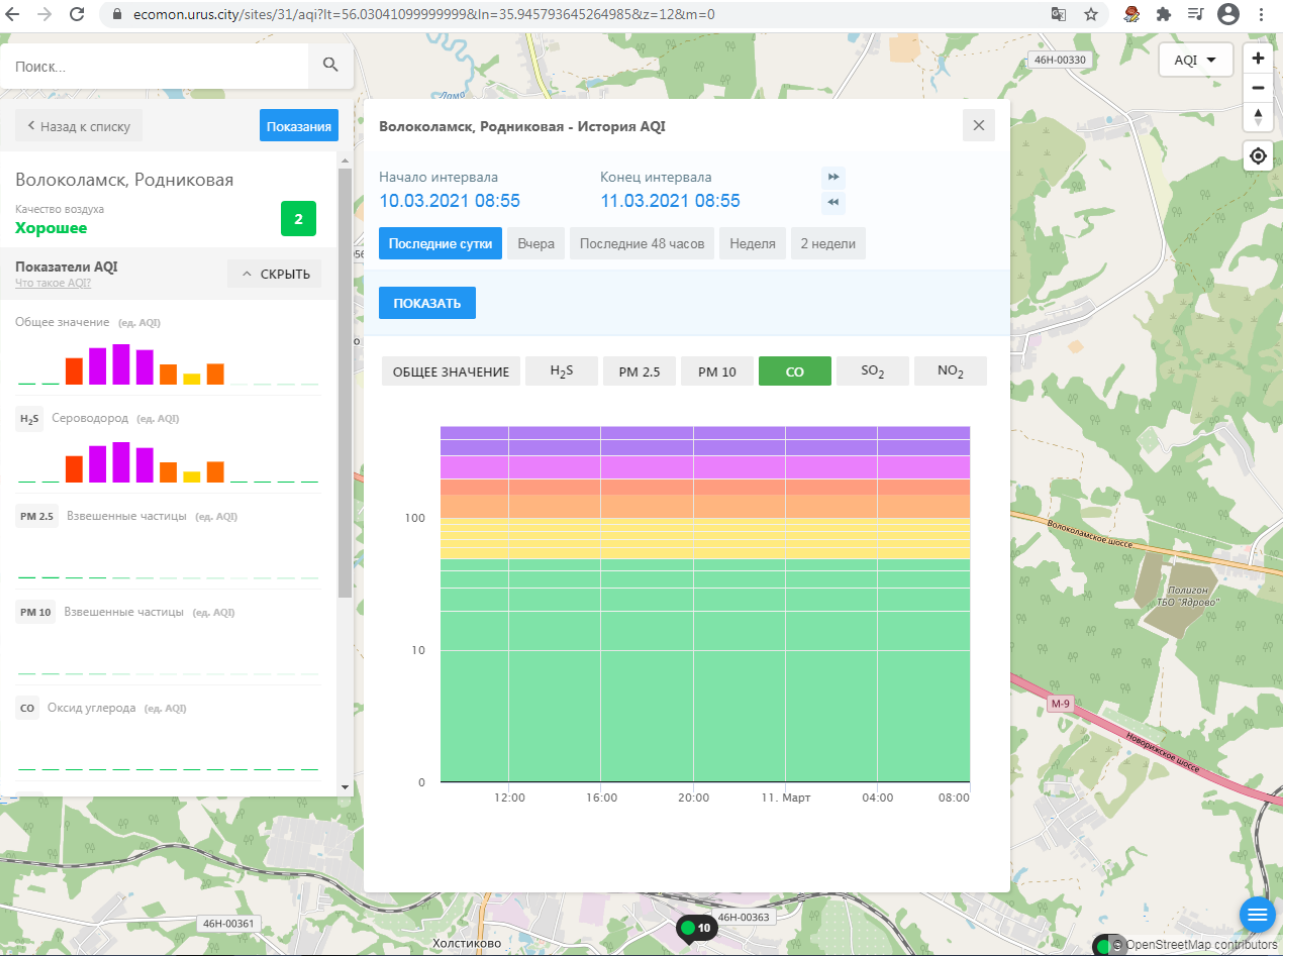 ecomon.urus.city/sites/31/aqi?lt=56.03041099999999&ln=35.945793645264985&z=12&m=0
Поиск...
Назад к списку
Показания
Волоколамск, Родниковая
Качество воздуха
Хорошее
2
Показатели AQI
Что такое AQI?
СКРЫТЬ
Общее значение (ед. AQI)
H2S Сероводород (ед. AQI)
PM 2.5 Взвешенные частицы (ед. AQI)
PM 10 Взвешенные частицы (ед. AQI)
CO Оксид углерода (ед. AQI)
Волоколамск, Родниковая - История AQI
Начало интервала
Конец интервала
10.03.2021 08:55
11.03.2021 08:55
Последние сутки
Вчера
Последние 48 часов
Неделя
2 недели
ПОКАЗАТЬ
ОБЩЕЕ ЗНАЧЕНИЕ
H2S
PM 2.5
PM 10
CO
SO2
NO2
100
10
0
12:00
16:00
20:00
11. Март
04:00
08:00
46Н-00330
AQI
Лама
Волоколамское шоссе
Полигон
ТБО "Ядрово"
М-9
Новорижское шоссе
46Н-00361
46Н-00363
10
Холстиково
© OpenStreetMap contributors